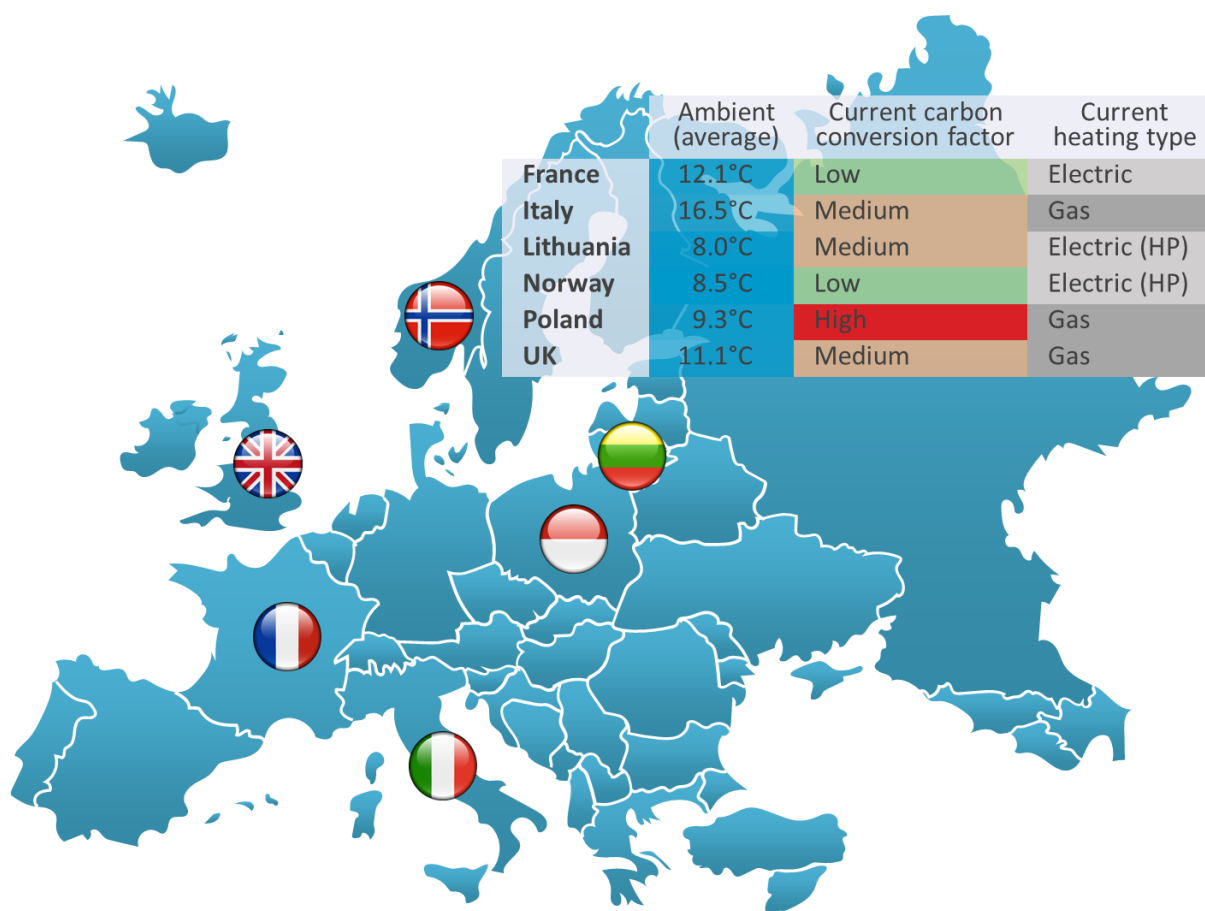 Ambient (average) Current carbon conversion factor Current heating type
France 12.1°C Low Electric
Italy 16.5°C Medium Gas
Lithuania 8.0°C Medium Electric (HP)
Norway 8.5°C Low Electric (HP)
Poland 9.3°C High Gas
UK 11.1°C Medium Gas